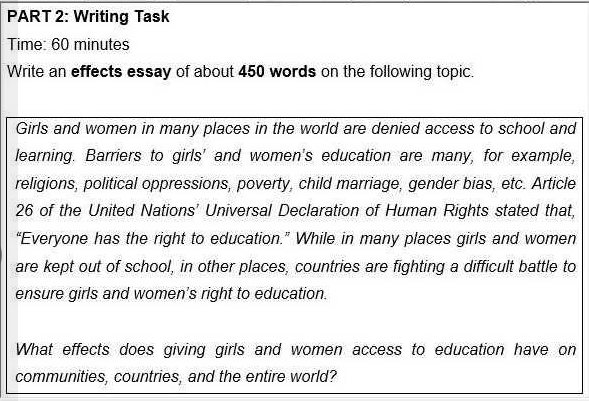 PART 2: Writing Task
Time: 60 minutes
Write an effects essay of about 450 words on the following topic.
Girls and women in many places in the world are denied access to school and
learning. Barriers to girls' and women's education are many, for example,
religions, political oppressions, poverty, child marriage, gender bias, etc. Article
26 of the United Nations' Universal Declaration of Human Rights stated that,
"Everyone has the right to education." While in many places girls and women
are kept out of school, in other places, countries are fighting a difficult battle to
ensure girls and women's right to education.
What effects does giving girls and women access to education have on
communities, countries, and the entire world?